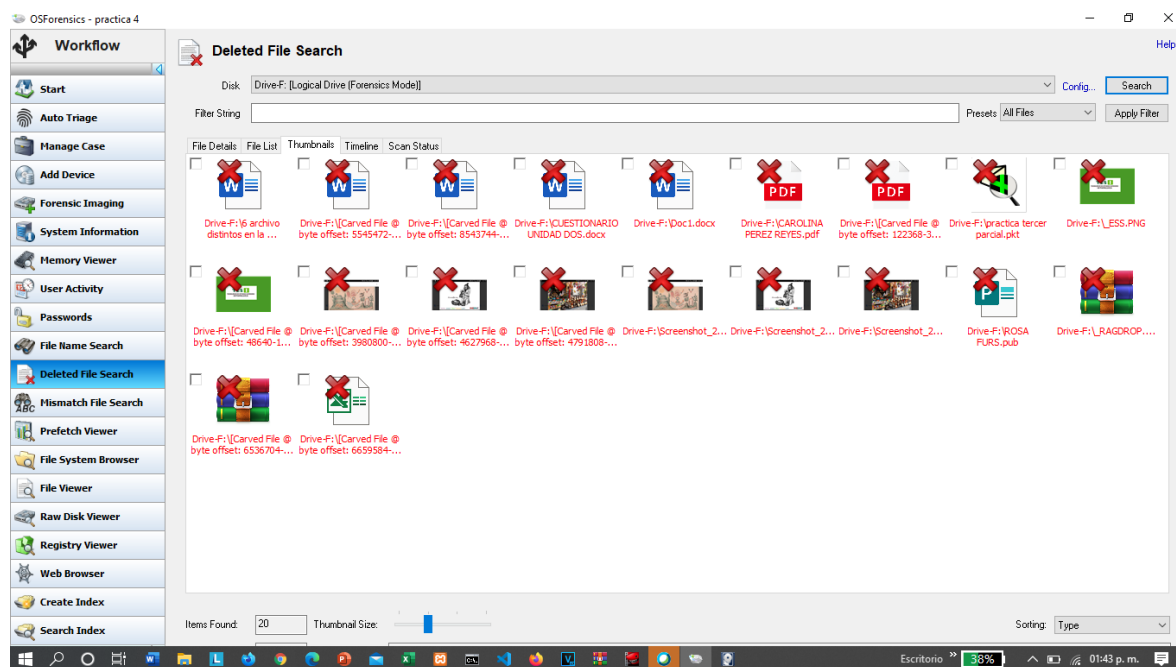 OSForensics - practica 4
Workflow
Start
Auto Triage
Manage Case
Add Device
Forensic Imaging
System Information
Memory Viewer
User Activity
Passwords
File Name Search
Deleted File Search
Mismatch File Search
Prefetch Viewer
File System Browser
File Viewer
Raw Disk Viewer
Registry Viewer
Web Browser
Create Index
Search Index
Deleted File Search
Help
Disk Drive-F: [Logical Drive (Forensics Mode)] Config... Search
Filter String Presets All Files Apply Filter
File Details File List Thumbnails Timeline Scan Status
Drive-F:\6 archivo distintos en la ...
Drive-F:\[Carved File @ byte offset: 5545472-...
Drive-F:\[Carved File @ byte offset: 8543744-...
Drive-F:\CUESTIONARIO UNIDAD DOS.docx
Drive-F:\Doc1.docx
PDF
Drive-F:\CAROLINA PEREZ REYES.pdf
PDF
Drive-F:\[Carved File @ byte offset: 122368-3...
Drive-F:\practica tercer parcial.pkt
Drive-F:\_ESS.PNG
Drive-F:\[Carved File @ byte offset: 48640-1...
Drive-F:\[Carved File @ byte offset: 3980800-...
Drive-F:\[Carved File @ byte offset: 4627968-...
Drive-F:\[Carved File @ byte offset: 4791808-...
Drive-F:\Screenshot_2...
Drive-F:\Screenshot_2...
Drive-F:\Screenshot_2...
Drive-F:\ROSA FURS.pub
Drive-F:\_RAGDROP....
Drive-F:\[Carved File @ byte offset: 6536704-...
Drive-F:\[Carved File @ byte offset: 6659584-...
Items Found: 20 Thumbnail Size: Sorting: Type
Escritorio » 38% 01:43 p. m.